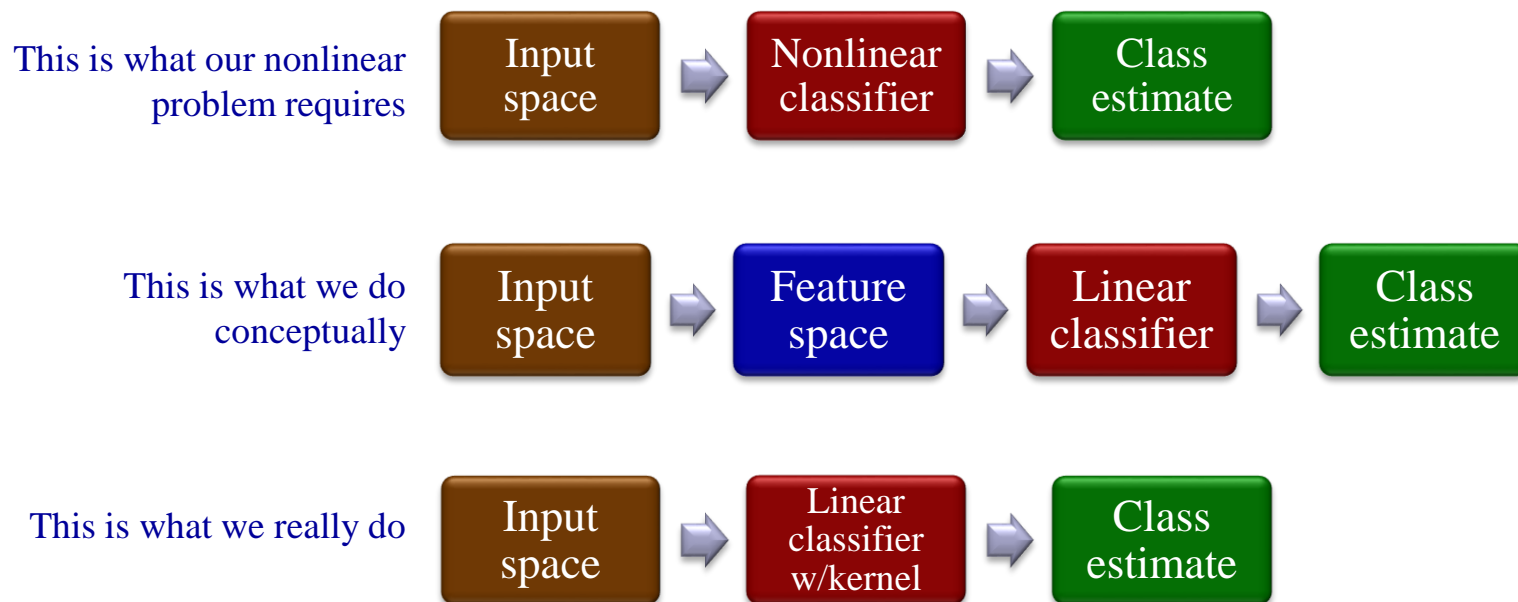 This is what our nonlinear
problem requires
Input
space
Nonlinear
classifier
Class
estimate
This is what we do
conceptually
Input
space
Feature
space
Linear
classifier
Class
estimate
This is what we really do
Input
space
Linear
classifier
w/kernel
Class
estimate